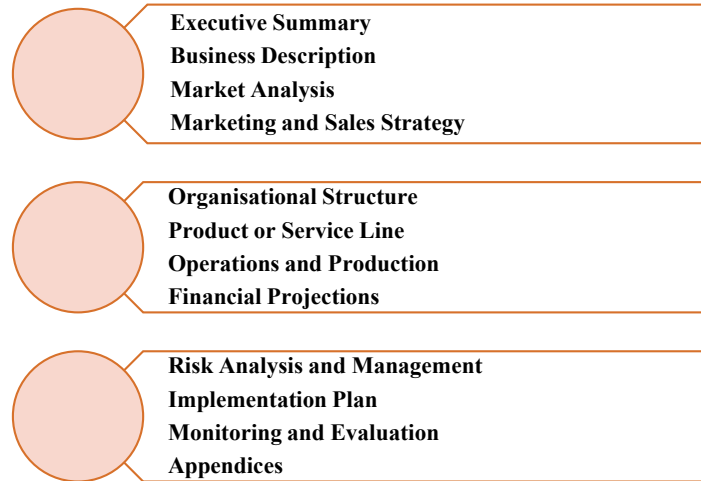 Executive Summary
Business Description
Market Analysis
Marketing and Sales Strategy
Organisational Structure
Product or Service Line
Operations and Production
Financial Projections
Risk Analysis and Management
Implementation Plan
Monitoring and Evaluation
Appendices